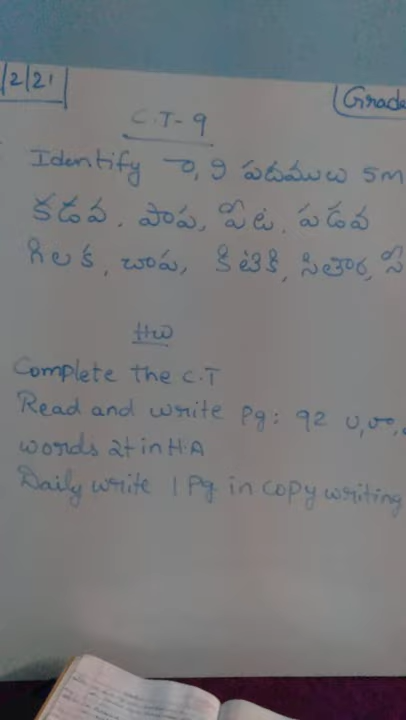 /2/21
Grade
C.T-9
Identify ా, ి పదములు 5m
కడవ, పాప, పీట, పడవ
గిలక, చాప, కిటికి, సితార, సి
HW
Complete the C.T
Read and write Pg: 92 ు, ూ,
words 2t in H.A
Daily write 1 Pg in copy writing